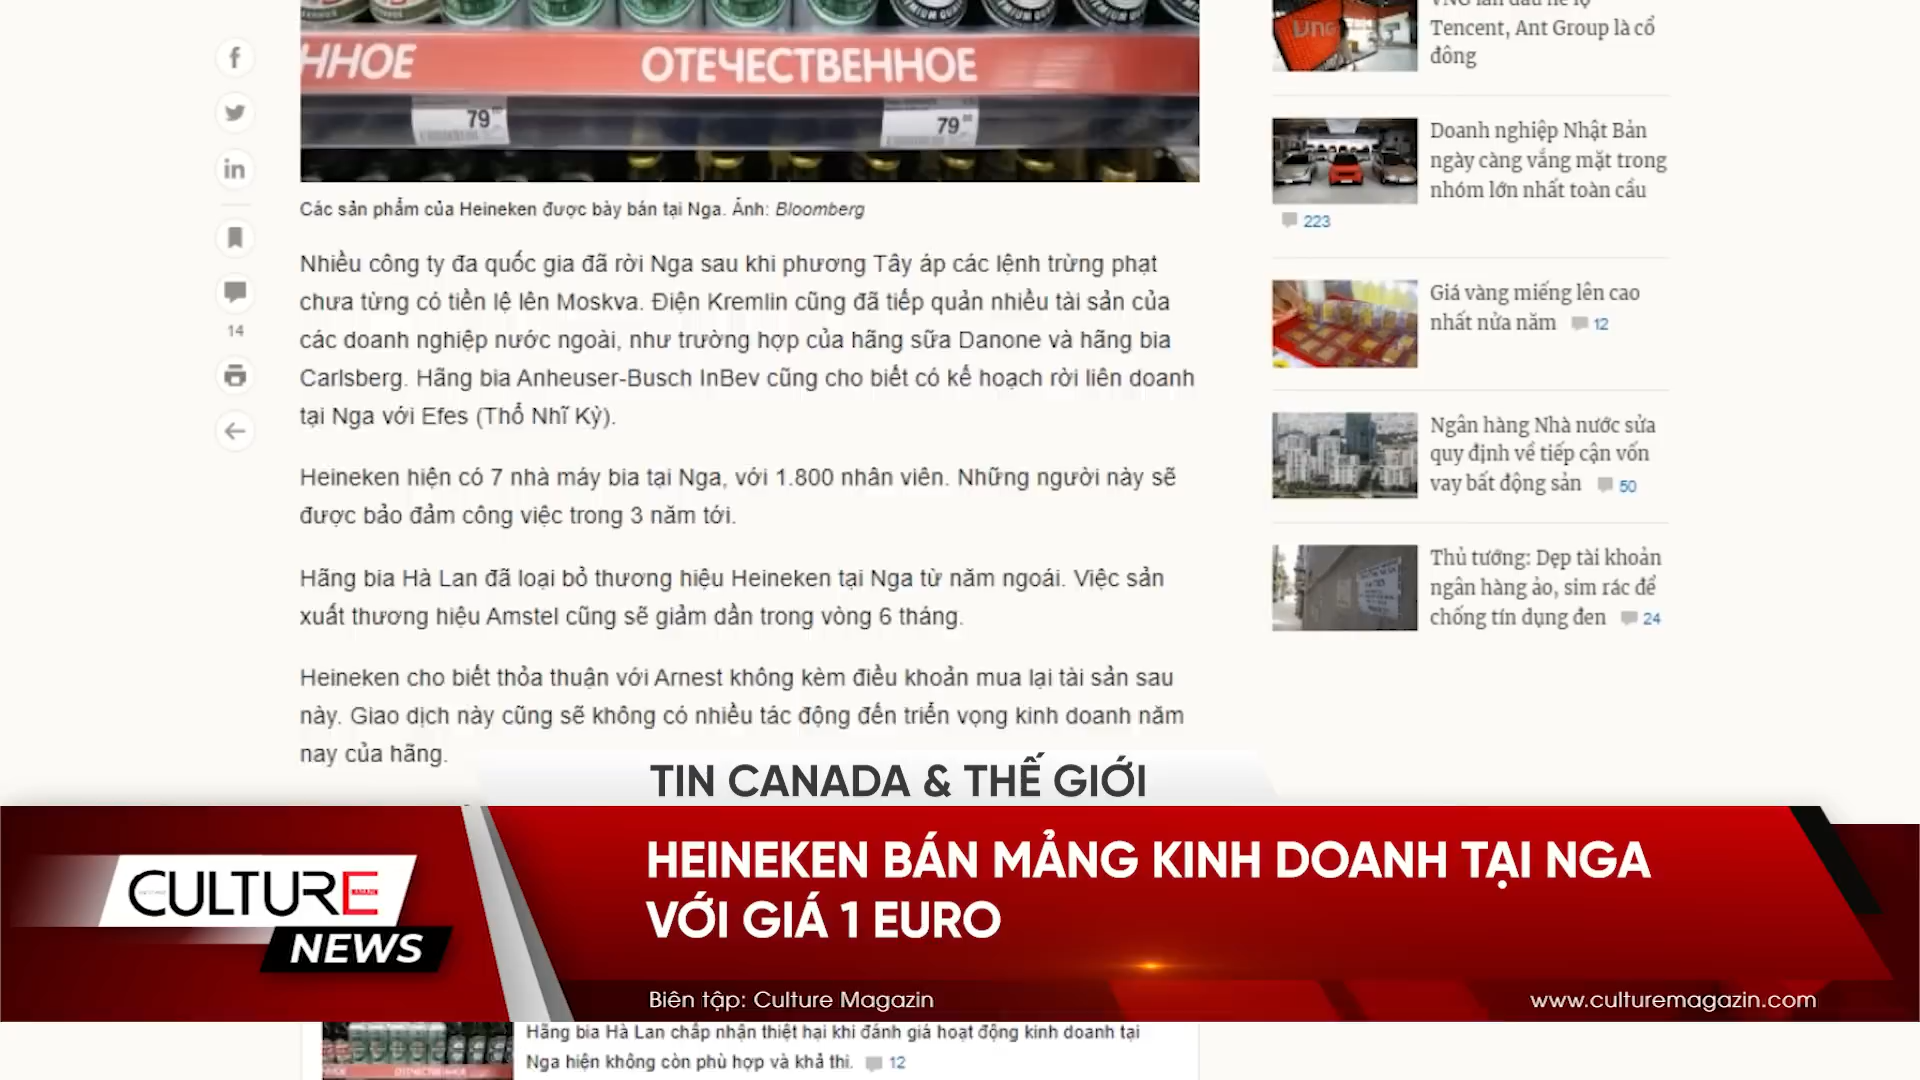 ННОЕ
ОТЕЧЕСТВЕННОЕ
79
79
14
Các sản phẩm của Heineken được bày bán tại Nga. Ảnh: Bloomberg
Nhiều công ty đa quốc gia đã rời Nga sau khi phương Tây áp các lệnh trừng phạt
chưa từng có tiền lệ lên Moskva. Điện Kremlin cũng đã tiếp quản nhiều tài sản của
các doanh nghiệp nước ngoài, như trường hợp của hãng sữa Danone và hãng bia
Carlsberg. Hãng bia Anheuser-Busch InBev cũng cho biết có kế hoạch rời liên doanh
tại Nga với Efes (Thổ Nhĩ Kỳ).
Heineken hiện có 7 nhà máy bia tại Nga, với 1.800 nhân viên. Những người này sẽ
được bảo đảm công việc trong 3 năm tới.
Hãng bia Hà Lan đã loại bỏ thương hiệu Heineken tại Nga từ năm ngoái. Việc sản
xuất thương hiệu Amstel cũng sẽ giảm dần trong vòng 6 tháng.
Heineken cho biết thỏa thuận với Arnest không kèm điều khoản mua lại tài sản sau
này. Giao dịch này cũng sẽ không có nhiều tác động đến triển vọng kinh doanh năm
nay của hãng.
VNG lần đầu hé lộ
Tencent, Ant Group là cổ
đông
Doanh nghiệp Nhật Bản
ngày càng vắng mặt trong
nhóm lớn nhất toàn cầu
223
Giá vàng miếng lên cao
nhất nửa năm 12
Ngân hàng Nhà nước sửa
quy định về tiếp cận vốn
vay bất động sản 50
Thủ tướng: Dẹp tài khoản
ngân hàng ảo, sim rác để
chống tín dụng đen 24
TIN CANADA & THẾ GIỚI
CULTURE
NEWS
HEINEKEN BÁN MẢNG KINH DOANH TẠI NGA
VỚI GIÁ 1 EURO
Biên tập: Culture Magazin
www.culturemagazin.com
Hãng bia Hà Lan chấp nhận thiệt hại khi đánh giá hoạt động kinh doanh tại
Nga hiện không còn phù hợp và khả thi. 12